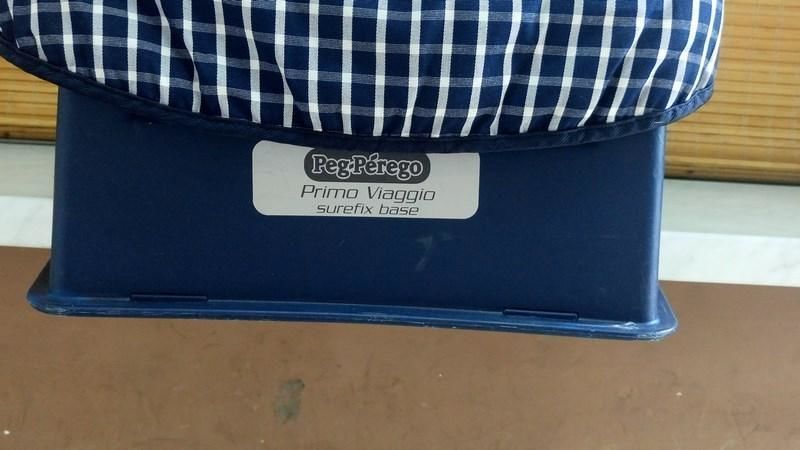 Peg-Pérego
Primo Viaggio
surefix base